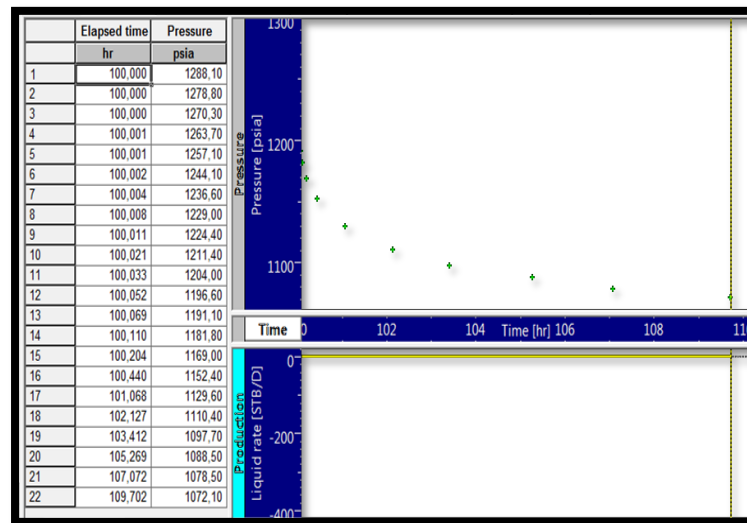 Elapsed time Pressure
hr psia
1 100,000 1288,10
2 100,000 1278,80
3 100,000 1270,30
4 100,001 1263,70
5 100,001 1257,10
6 100,002 1244,10
7 100,004 1236,60
8 100,008 1229,00
9 100,011 1224,40
10 100,021 1211,40
11 100,033 1204,00
12 100,052 1196,60
13 100,069 1191,10
14 100,110 1181,80
15 100,204 1169,00
16 100,440 1152,40
17 101,068 1129,60
18 102,127 1110,40
19 103,412 1097,70
20 105,269 1088,50
21 107,072 1078,50
22 109,702 1072,10
Pressure
Pressure [psia]
1300
1200
1100
Time
0 102 104 Time [hr] 106 108 11
Production
Liquid rate [STB/D]
0
-200
-400